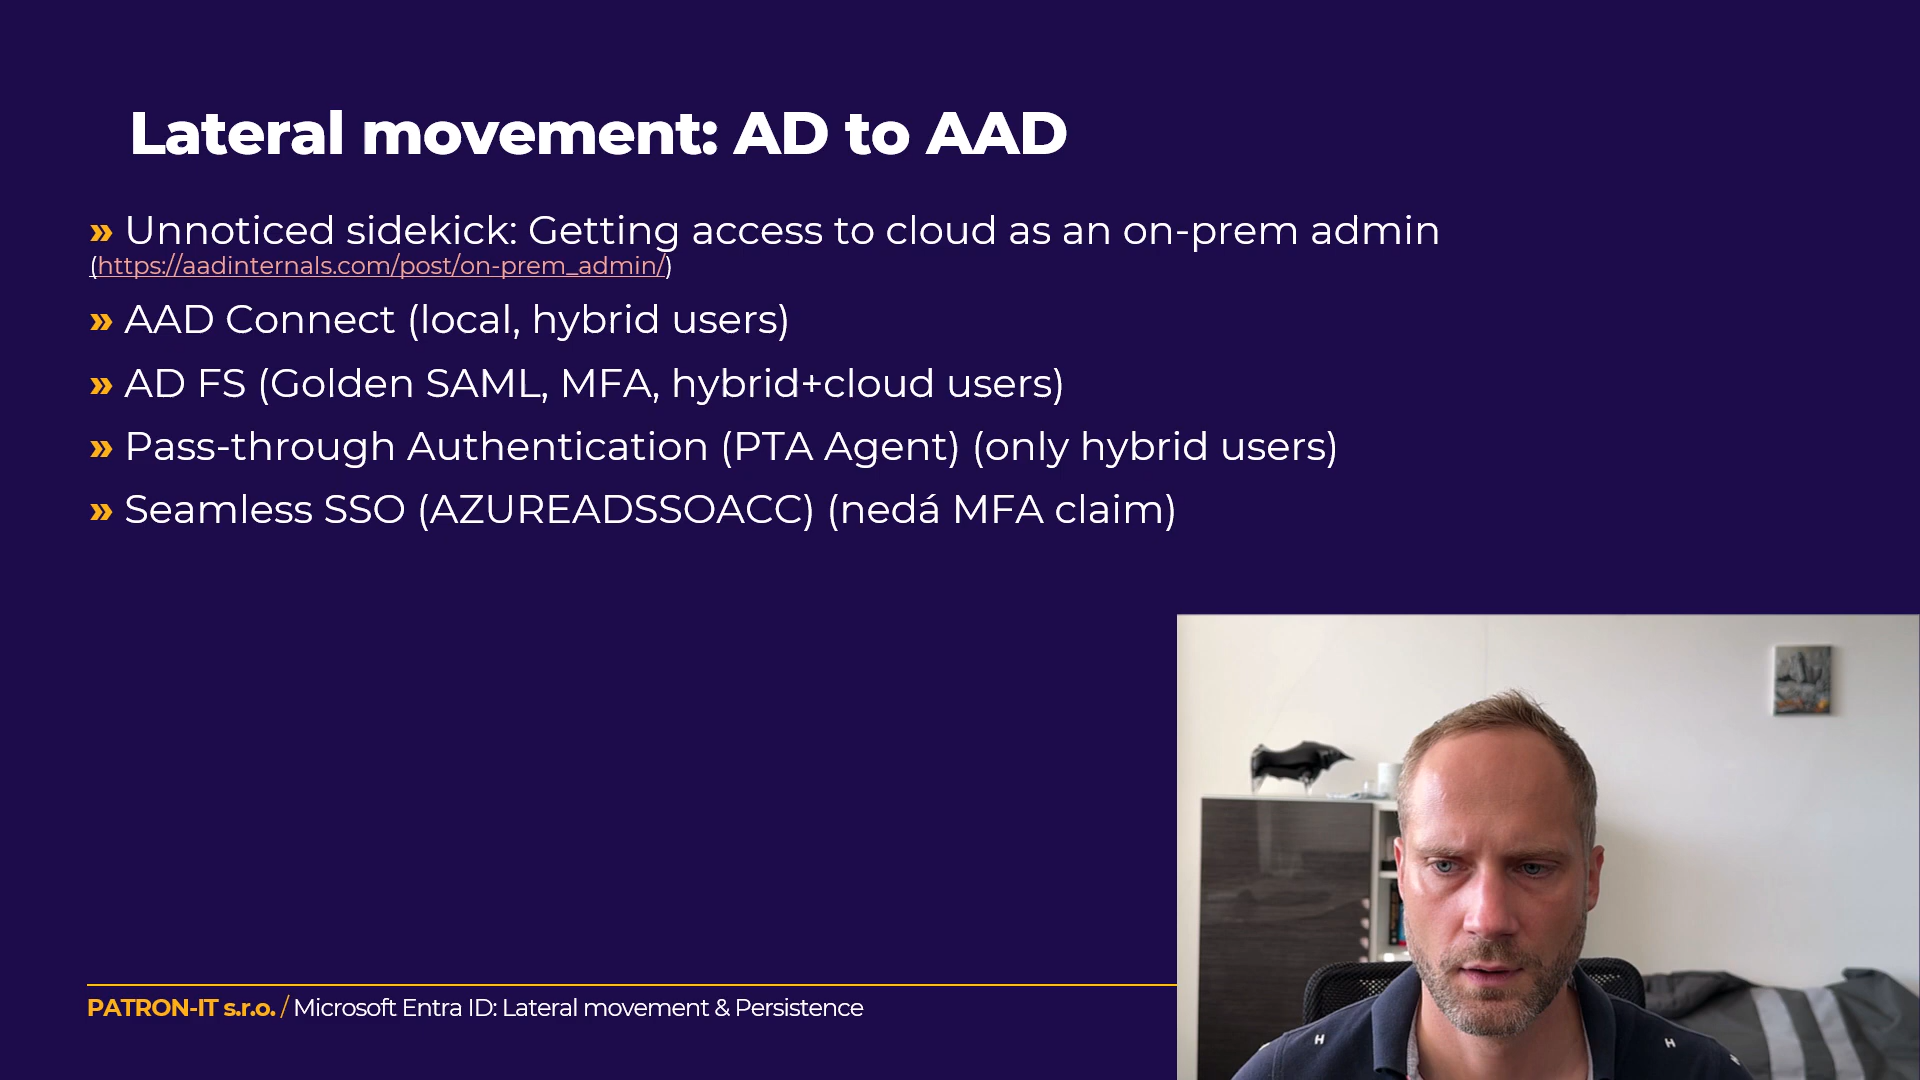 Lateral movement: AD to AAD
» Unnoticed sidekick: Getting access to cloud as an on-prem admin
(https://aadinternals.com/post/on-prem_admin/)
» AAD Connect (local, hybrid users)
» AD FS (Golden SAML, MFA, hybrid+cloud users)
» Pass-through Authentication (PTA Agent) (only hybrid users)
» Seamless SSO (AZUREADSSOACC) (nedá MFA claim)
PATRON-IT s.r.o. / Microsoft Entra ID: Lateral movement & Persistence
H
H